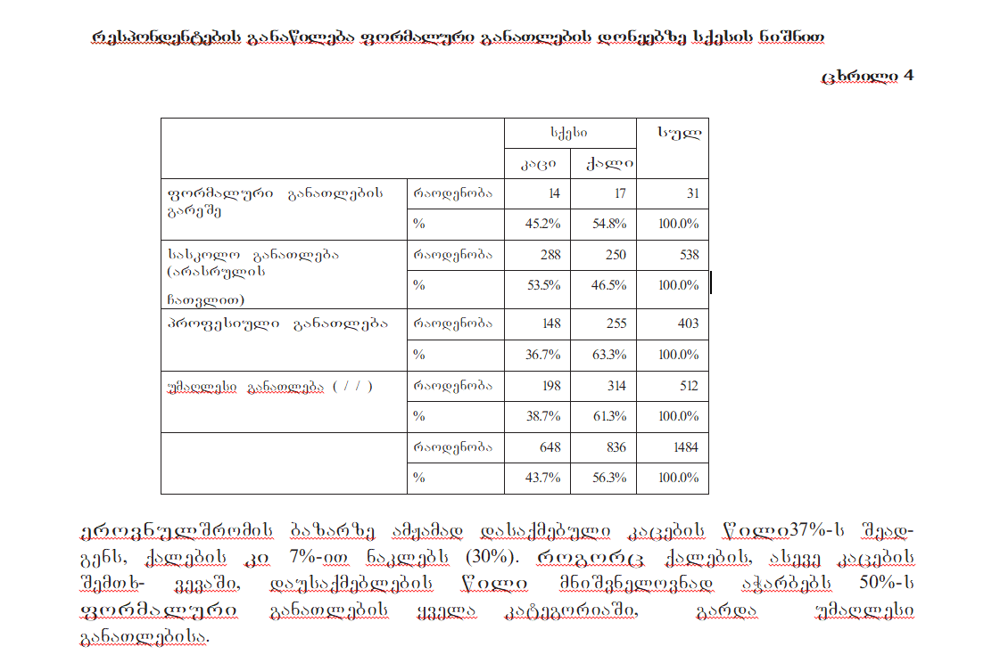 რესპონდენტების განაწილება ფორმალური განათლების დონეებზე სქესის ნიშნით
ცხრილი 4
სქესი სულ
კაცი ქალი
ფორმალური განათლების გარეშე რაოდენობა 14 17 31
% 45.2% 54.8% 100.0%
სასკოლო განათლება (არასრულის ჩათვლით) რაოდენობა 288 250 538
% 53.5% 46.5% 100.0%
პროფესიული განათლება რაოდენობა 148 255 403
% 36.7% 63.3% 100.0%
უმაღლესი განათლება ( / / ) რაოდენობა 198 314 512
% 38.7% 61.3% 100.0%
რაოდენობა 648 836 1484
% 43.7% 56.3% 100.0%
ეროვნულშრომის ბაზარზე ამჟამად დასაქმებული კაცების წილი37%-ს შეად-
გენს, ქალების კი 7%-ით ნაკლებს (30%). როგორც ქალების, ასევე კაცების
შემთხ- ვევაში, დაუსაქმებლების წილი მნიშვნელოვნად აჭარბებს 50%-ს
ფორმალური განათლების ყველა კატეგორიაში, გარდა უმაღლესი
განათლებისა.